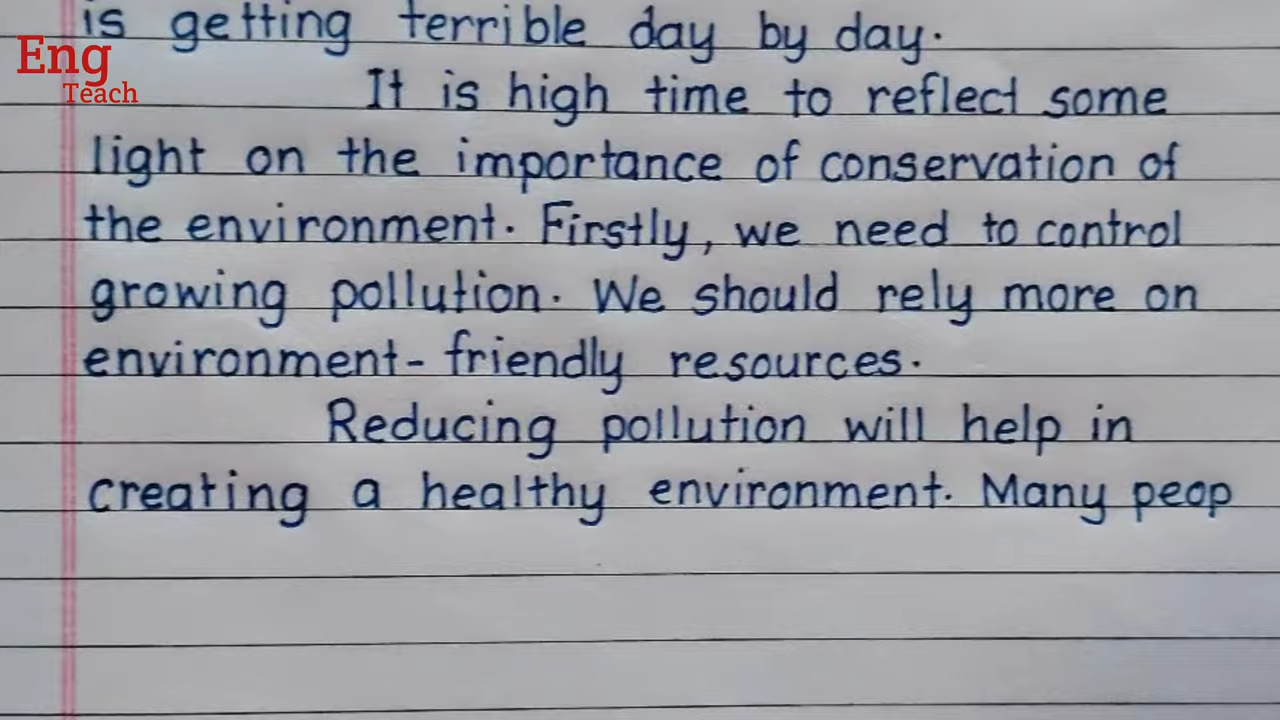 is getting terrible day by day.
Eng
Teach
It is high time to reflect some
light on the importance of conservation of
the environment. Firstly, we need to control
growing pollution. We should rely more on
environment- friendly resources.
Reducing pollution will help in
creating a healthy environment. Many peop